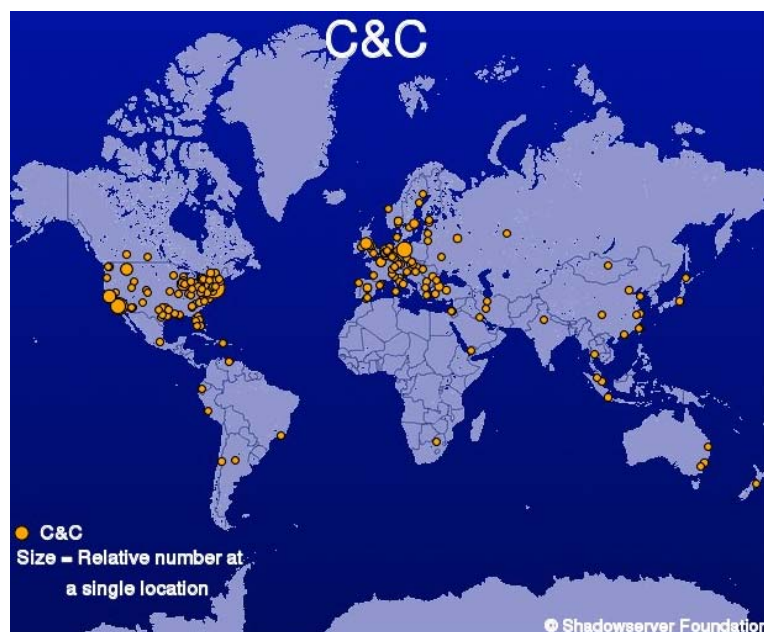 C&C
C&C
Size = Relative number at
a single location
© Shadowserver Foundation